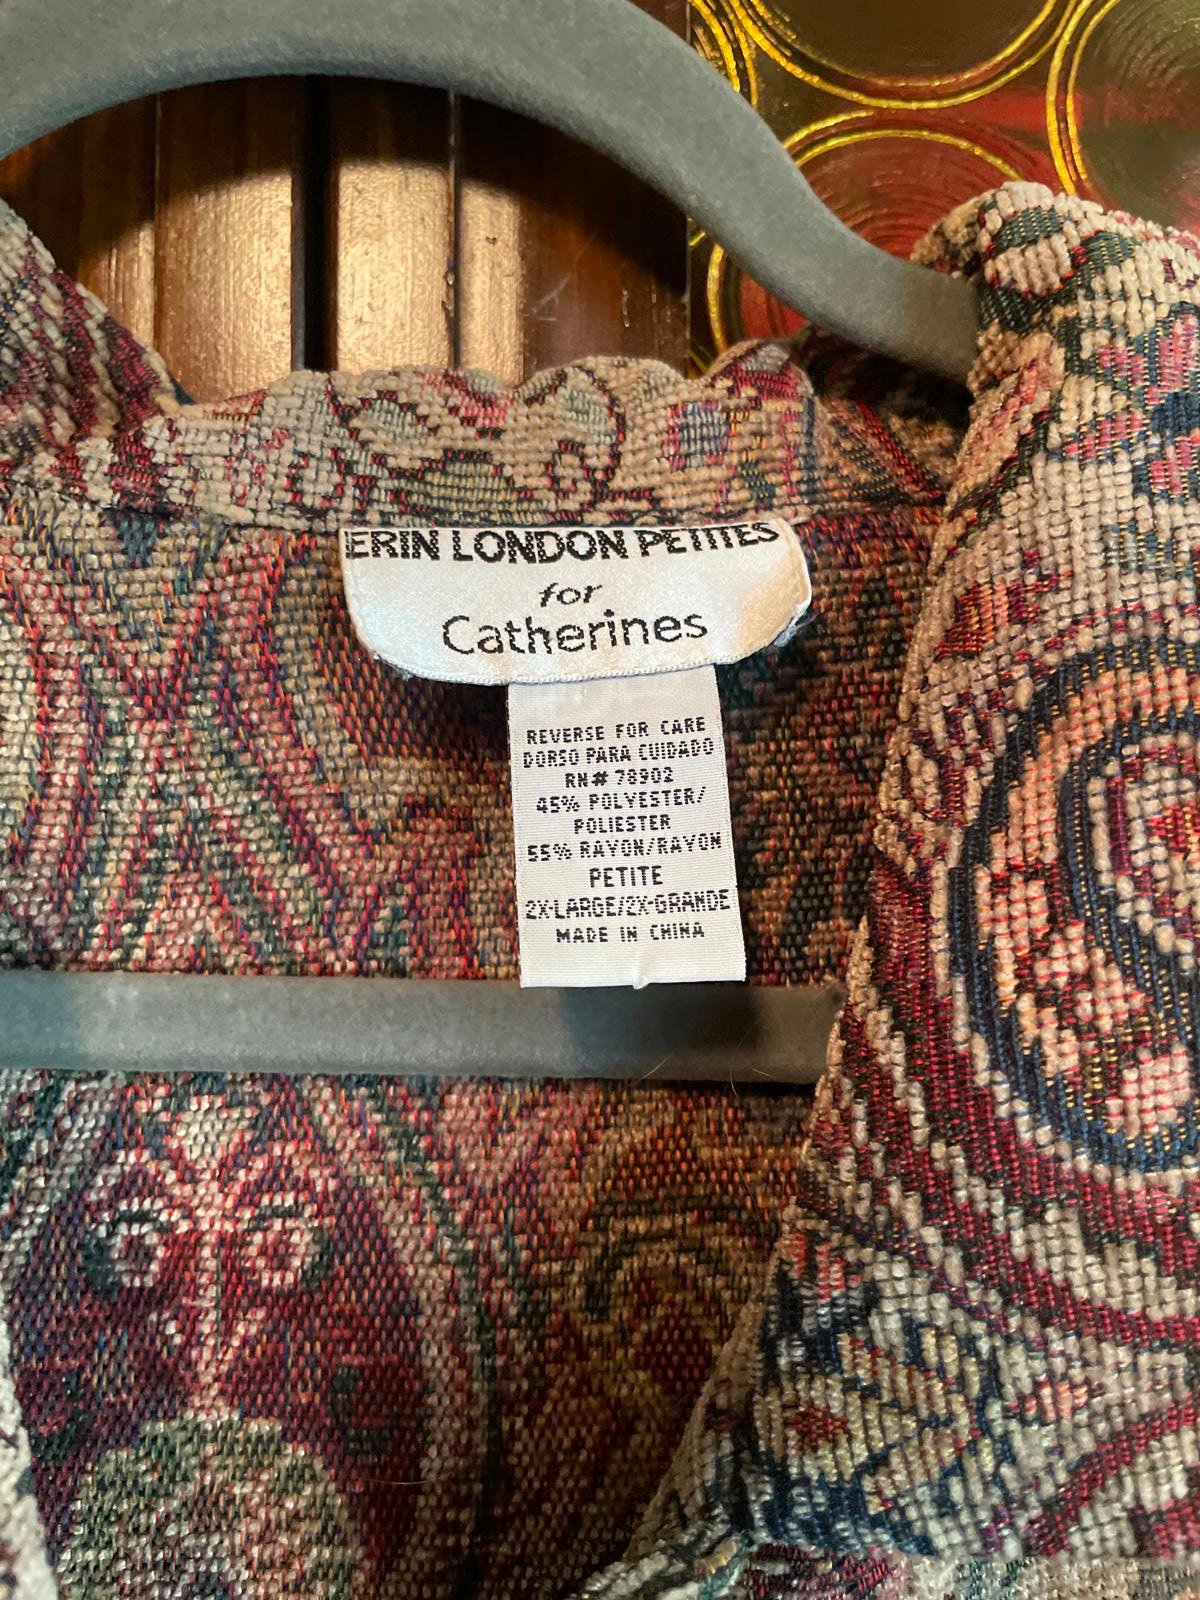 ERIN LONDON PETITES
for
Catherines
REVERSE FOR CARE
DORSO PARA CUIDADO
RN# 78902
45% POLYESTER/
POLIESTER
55% RAYON/RAYON
PETITE
2X-LARGE/2X-GRANDE
MADE IN CHINA